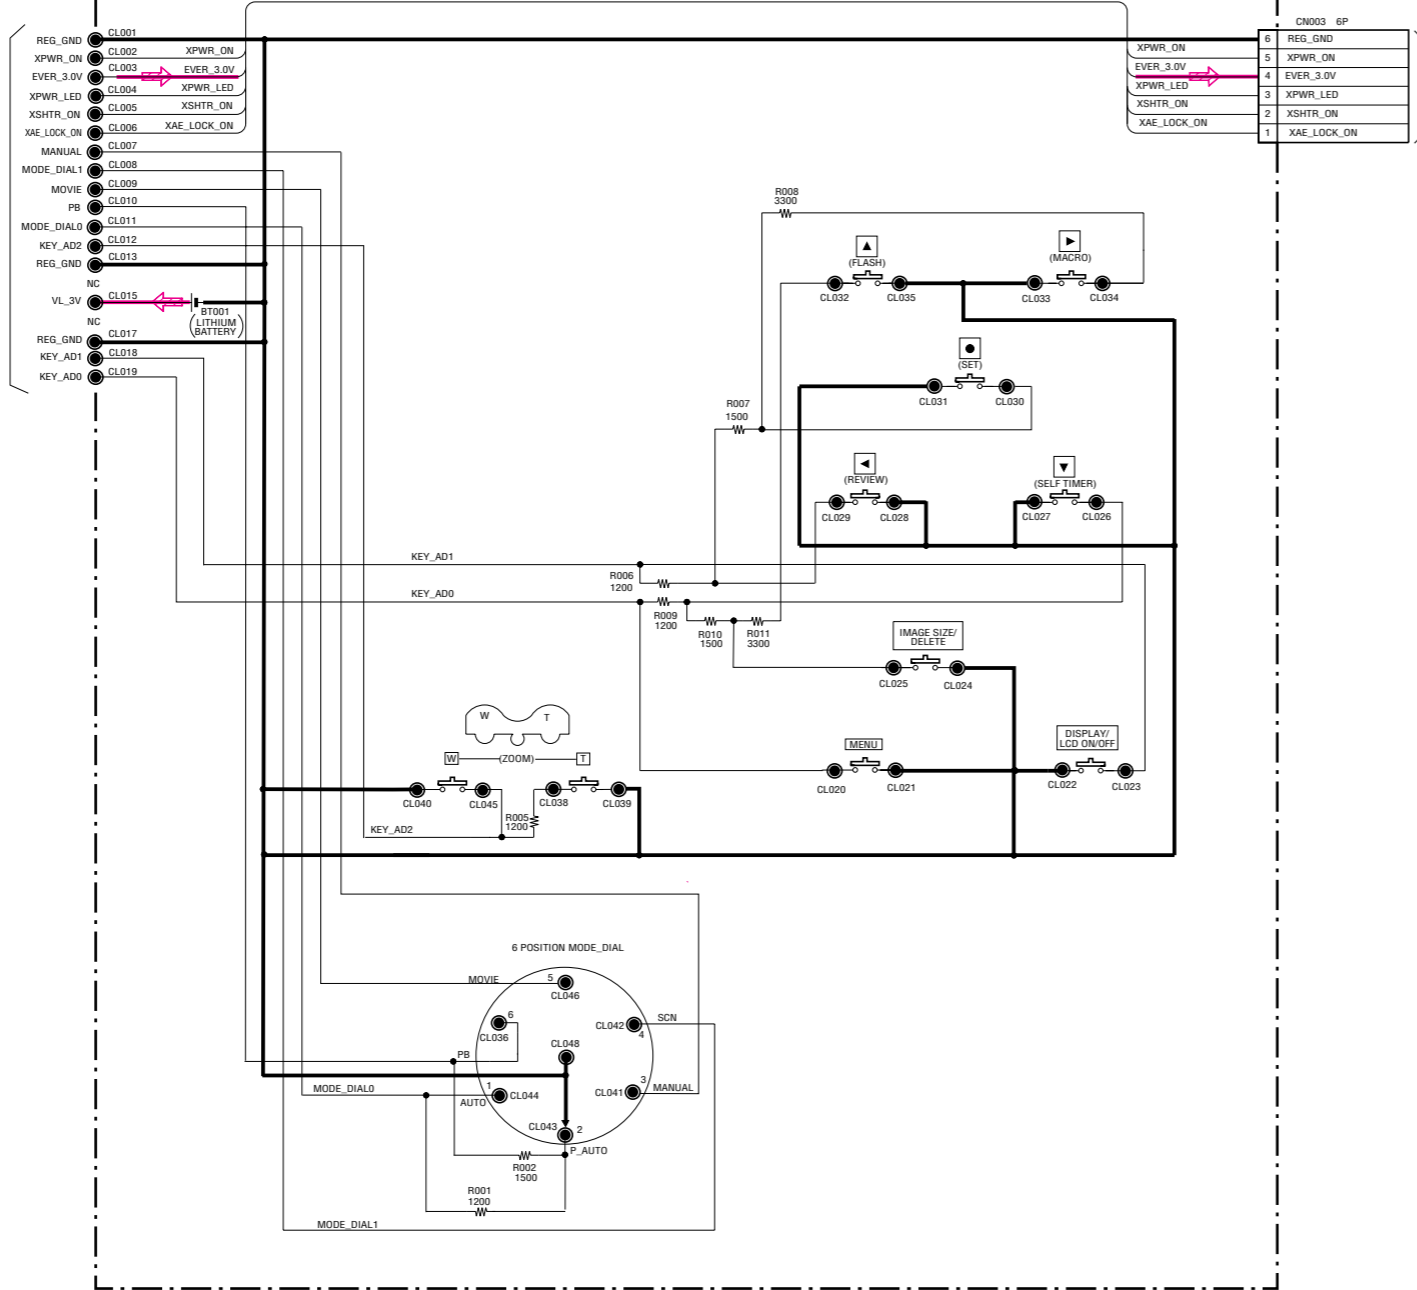 REG_GND CL001
XPWR_ON CL002 XPWR_ON
EVER_3.0V CL003 EVER_3.0V
XPWR_LED CL004 XPWR_LED
XSHTR_ON CL005 XSHTR_ON
XAE_LOCK_ON CL006 XAE_LOCK_ON
MANUAL CL007
MODE_DIAL1 CL008
MOVIE CL009
PB CL010
MODE_DIAL0 CL011
KEY_AD2 CL012
REG_GND CL013
NC
VL_3V CL015
BT001
(LITHIUM
BATTERY)
NC
REG_GND CL017
KEY_AD1 CL018
KEY_AD0 CL019
CN003 6P
6 REG_GND
XPWR_ON 5 XPWR_ON
EVER_3.0V 4 EVER_3.0V
XPWR_LED 3 XPWR_LED
XSHTR_ON 2 XSHTR_ON
XAE_LOCK_ON 1 XAE_LOCK_ON
R008
3300
▲
(FLASH)
►
(MACRO)
CL032 CL035 CL033 CL034
●
(SET)
CL031 CL030
R007
1500
◄
(REVIEW)
▼
(SELF TIMER)
CL029 CL028 CL027 CL026
KEY_AD1
R006
1200
KEY_AD0
R009
1200
R010
1500
R011
3300
IMAGE SIZE/
DELETE
CL025 CL024
W T
W (ZOOM) T
MENU
DISPLAY/
LCD ON/OFF
CL020 CL021 CL022 CL023
CL040 CL045 CL038 CL039
R005
1200
KEY_AD2
6 POSITION MODE_DIAL
MOVIE 5
CL046
6
CL036
CL042 SCN
4
CL048
PB
3
CL041 MANUAL
MODE_DIAL0 1
AUTO CL044
CL043 2
P_AUTO
R002
1500
R001
1200
MODE_DIAL1